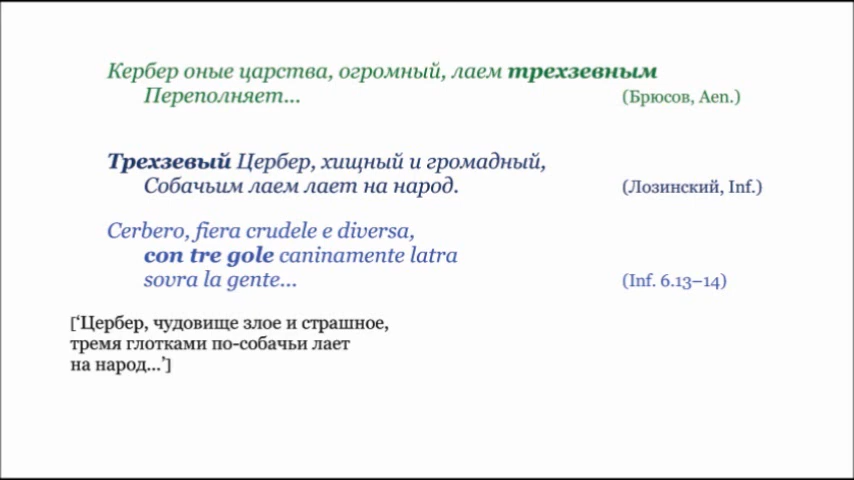 Кербер оные царства, огромный, лаем трехзевным
Переполняет... (Брюсов, Aen.)
Трехзевый Цербер, хищный и громадный,
Собачьим лаем лает на народ. (Лозинский, Inf.)
Cerbero, fiera crudele e diversa,
con tre gole caninamente latra
sovra la gente... (Inf. 6.13–14)
[‘Цербер, чудовище злое и страшное,
тремя глотками по-собачьи лает
на народ...’]